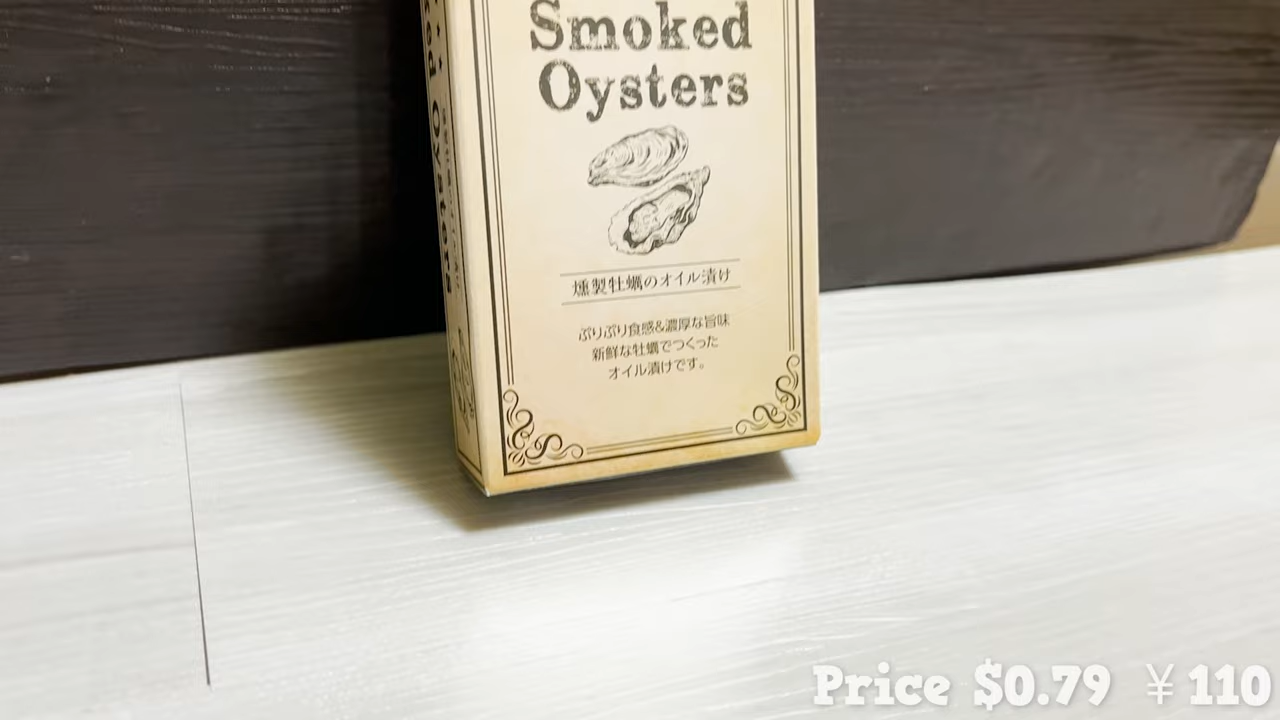 Smoked
Oysters
燻製牡蠣のオイル漬け
ぷりぷり食感&濃厚な旨味
新鮮な牡蠣でつくった
オイル漬けです。
Oysters
Price $0.79 ￥110